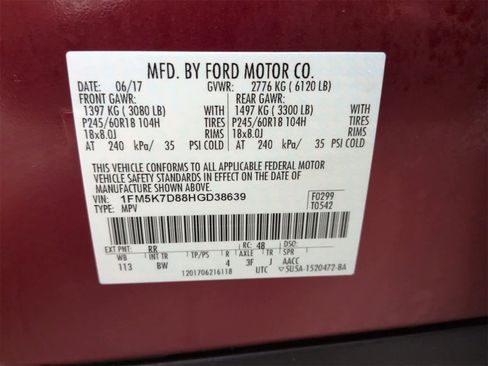 MFD. BY FORD MOTOR CO.
DATE: 06/17 GVWR: 2776 KG ( 6120 LB)
FRONT GAWR: REAR GAWR:
1397 KG ( 3080 LB) WITH 1497 KG ( 3300 LB) WITH
P245/60R18 104H TIRES P245/60R18 104H TIRES
18x8.0J RIMS 18x8.0J RIMS
AT 240 kPa/ 35 PSI COLD AT 240 kPa/ 35 PSI COLD
THIS VEHICLE CONFORMS TO ALL APPLICABLE FEDERAL MOTOR
VEHICLE SAFETY STANDARDS IN EFFECT ON THE DATE OF
MANUFACTURE SHOWN ABOVE.
VIN: 1FM5K7D88HGD38639 F0299
TYPE: MPV T0542
EXT PNT: RR RC: 48 DSO:
WB INT TR TP/PS R AXLE TR SPR
113 BW 4 3F J AACC
1201706216118 UTC ▽5U5A-1520472-BA